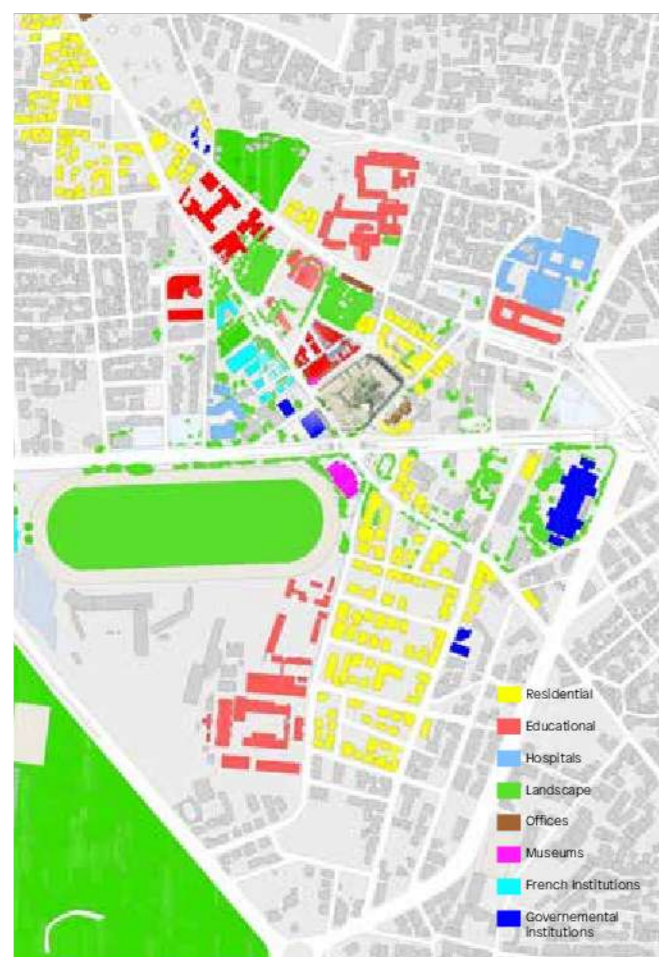 Residential
Educational
Hospitals
Landscape
Offices
Museums
French Institutions
Governemental
Institutions